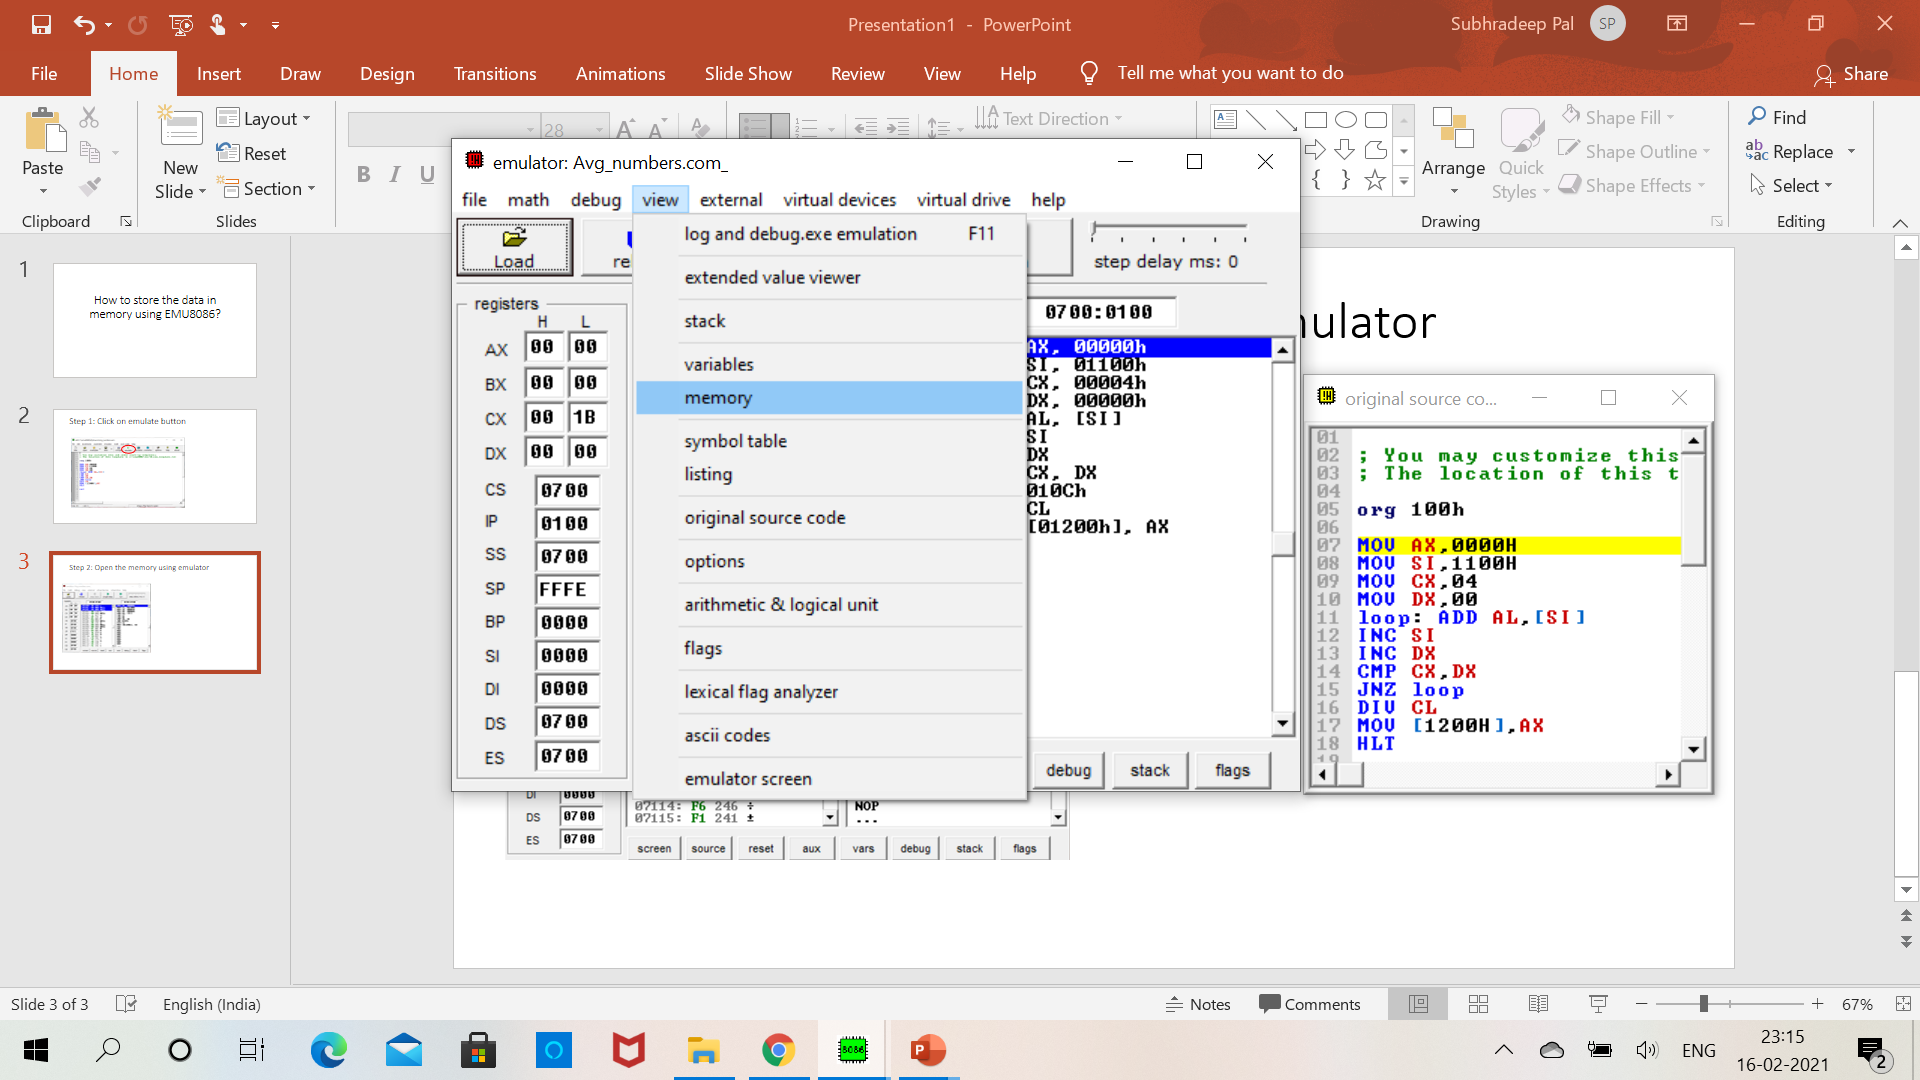 Presentation1 - PowerPoint
Subhradeep Pal SP
File Home Insert Draw Design Transitions Animations Slide Show Review View Help Tell me what you want to do Share
Paste
Clipboard
New
Slide
Layout
Reset
Section
Slides
28
B I U
Text Direction
Arrange
Quick
Styles
Shape Fill
Shape Outline
Shape Effects
Drawing
Find
Replace
Select
Editing
1
How to store the data in
memory using EMU8086?
2
Step 1: Click on emulate button
3
Step 2: Open the memory using emulator
emulator: Avg_numbers.com_
file math debug view external virtual devices virtual drive help
Load
re
step delay ms: 0
log and debug.exe emulation F11
extended value viewer
stack
variables
memory
symbol table
listing
original source code
options
arithmetic & logical unit
flags
lexical flag analyzer
ascii codes
emulator screen
registers
H L
AX 00 00
BX 00 00
CX 00 1B
DX 00 00
CS 0700
IP 0100
SS 0700
SP FFFE
BP 0000
SI 0000
DI 0000
DS 0700
ES 0700
0700:0100
AX, 00000h
SI, 01100h
CX, 00004h
DX, 00000h
AL, [SI]
SI
DX
CX, DX
010Ch
CL
[01200h], AX
debug stack flags
nulator
original source co...
01
02 ; You may customize this
03 ; The location of this t
04
05 org 100h
06
07 MOV AX,0000H
08 MOV SI,1100H
09 MOV CX,04
10 MOV DX,00
11 loop: ADD AL,[SI]
12 INC SI
13 INC DX
14 CMP CX,DX
15 JNZ loop
16 DIV CL
17 MOV [1200H],AX
18 HLT
19
DI 0000
DS 0700
ES 0700
07114: F6 246 ÷
07115: F1 241 ±
NOP
...
screen source reset aux vars debug stack flags
Slide 3 of 3 English (India) Notes Comments 67%
8086
ENG
23:15
16-02-2021
2